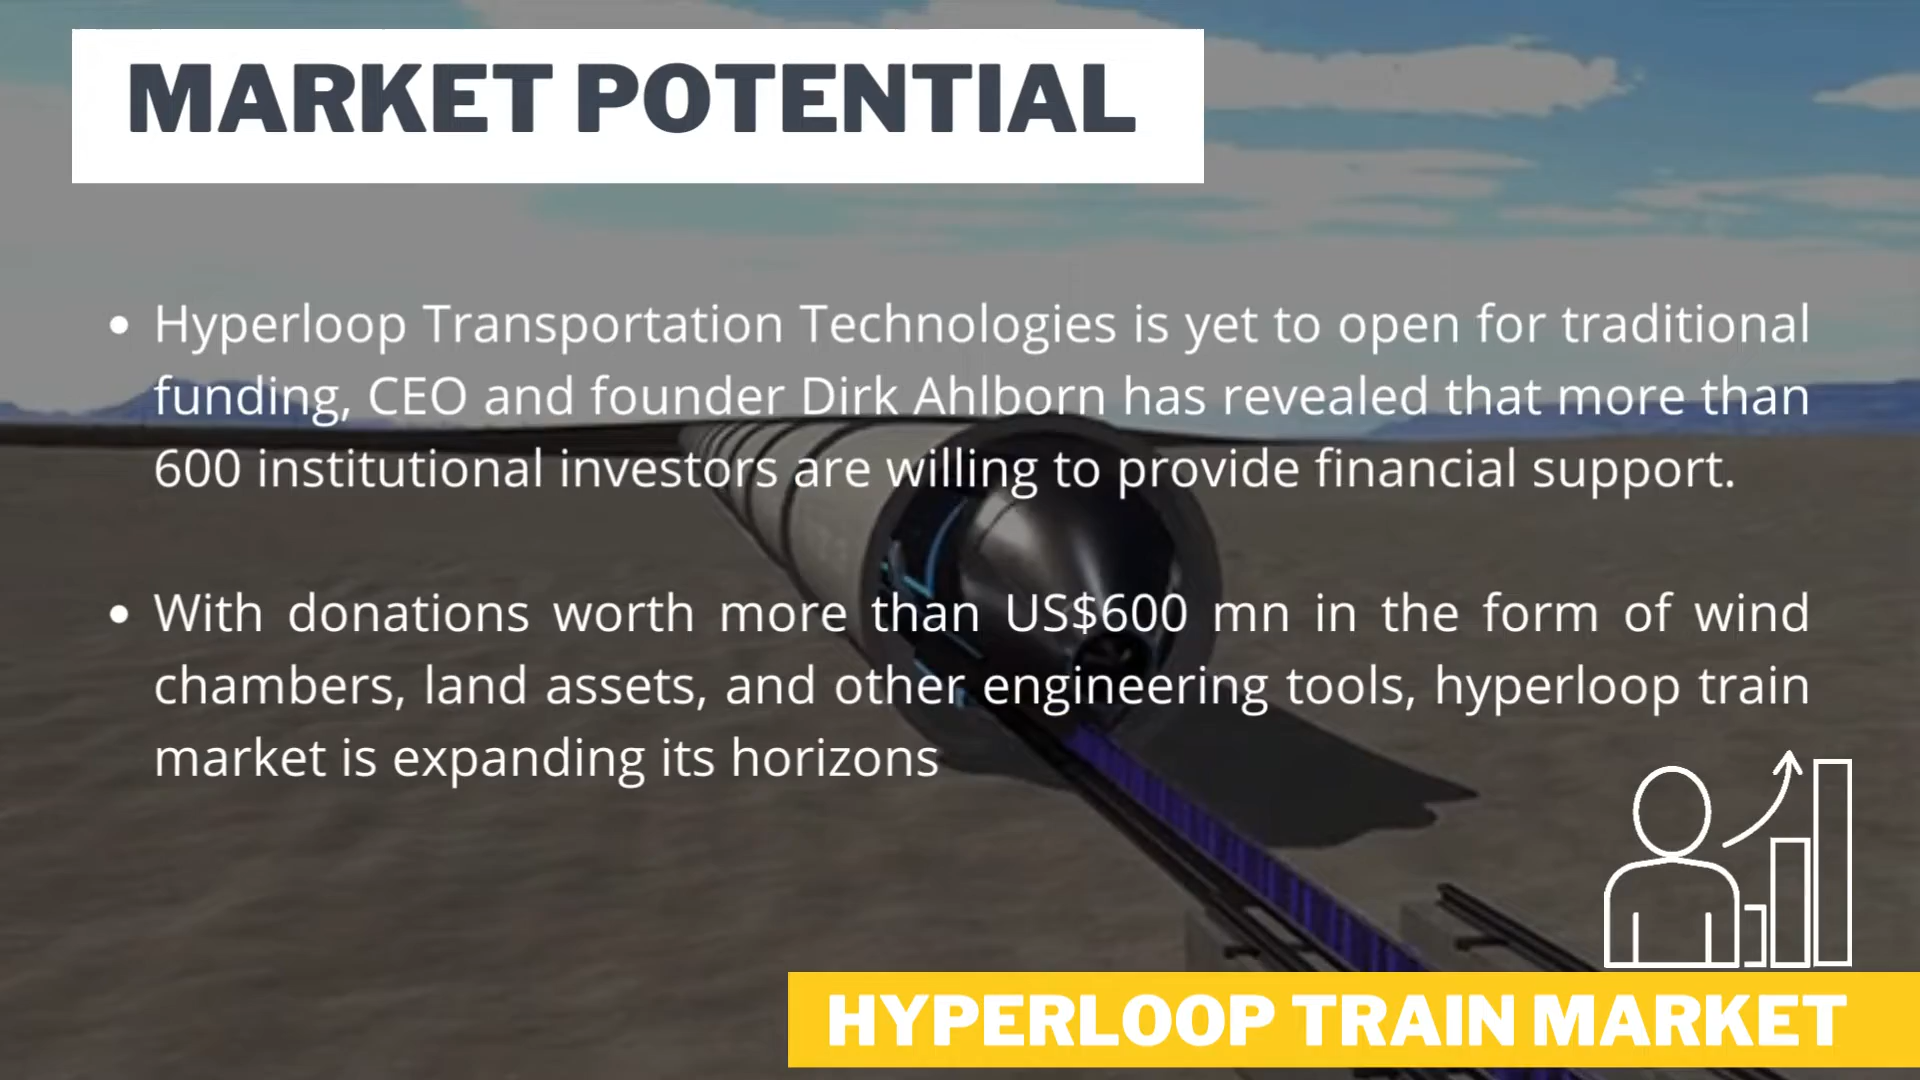 MARKET POTENTIAL
• Hyperloop Transportation Technologies is yet to open for traditional
funding, CEO and founder Dirk Ahlborn has revealed that more than
600 institutional investors are willing to provide financial support.
• With donations worth more than US$600 mn in the form of wind
chambers, land assets, and other engineering tools, hyperloop train
market is expanding its horizons
HYPERLOOP TRAIN MARKET